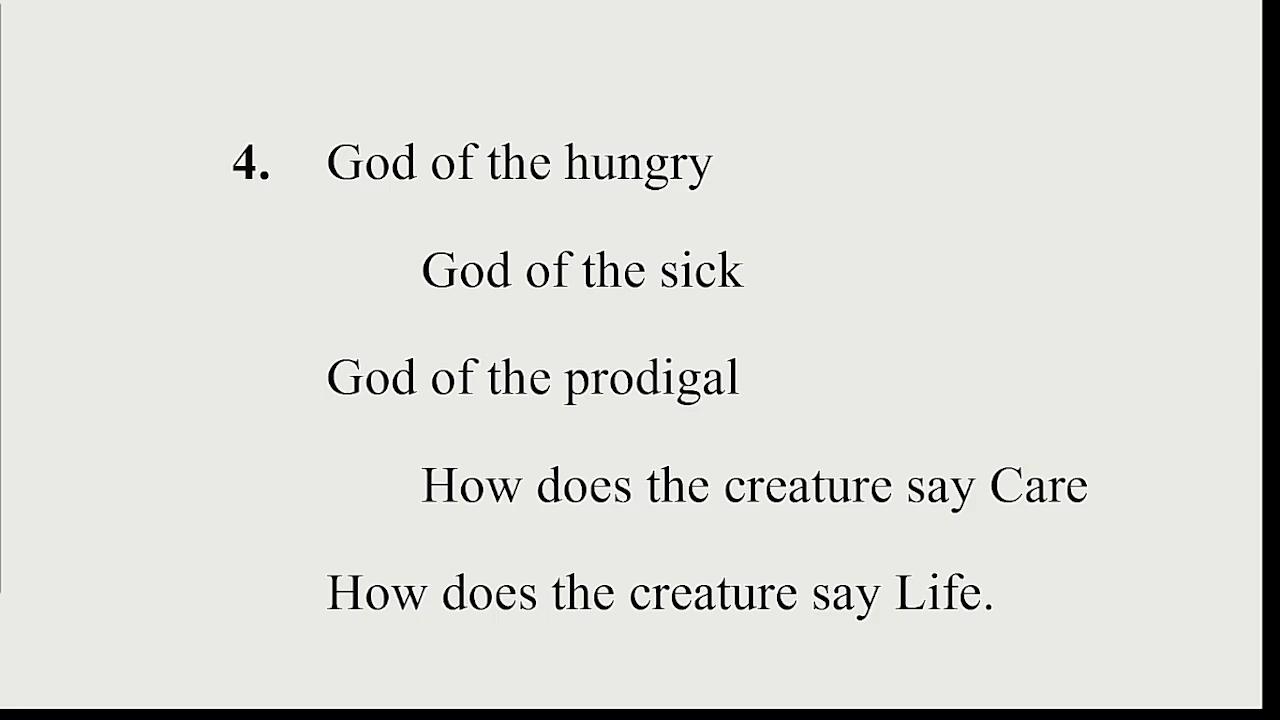 4. God of the hungry
God of the sick
God of the prodigal
How does the creature say Care
How does the creature say Life.